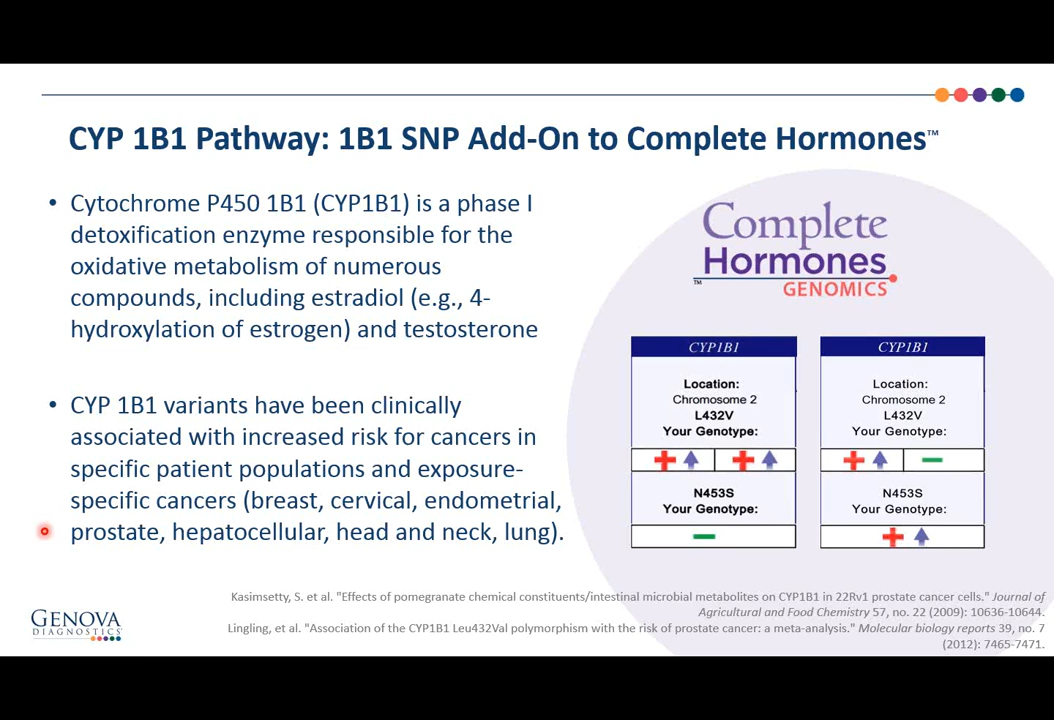 CYP 1B1 Pathway: 1B1 SNP Add-On to Complete Hormones™
• Cytochrome P450 1B1 (CYP1B1) is a phase I
detoxification enzyme responsible for the
oxidative metabolism of numerous
compounds, including estradiol (e.g., 4-
hydroxylation of estrogen) and testosterone
• CYP 1B1 variants have been clinically
associated with increased risk for cancers in
specific patient populations and exposure-
specific cancers (breast, cervical, endometrial,
prostate, hepatocellular, head and neck, lung).
Complete
Hormones
™
GENOMICS
CYP1B1
Location:
Chromosome 2
L432V
Your Genotype:
+ +
N453S
Your Genotype:
−
CYP1B1
Location:
Chromosome 2
L432V
Your Genotype:
+ −
N453S
Your Genotype:
+
Kasimsetty, S. et al. "Effects of pomegranate chemical constituents/intestinal microbial metabolites on CYP1B1 in 22Rv1 prostate cancer cells." Journal of
Agricultural and Food Chemistry 57, no. 22 (2009): 10636-10644.
Lingling, et al. "Association of the CYP1B1 Leu432Val polymorphism with the risk of prostate cancer: a meta-analysis." Molecular biology reports 39, no. 7
(2012): 7465-7471.
GENOVA
DIAGNOSTICS